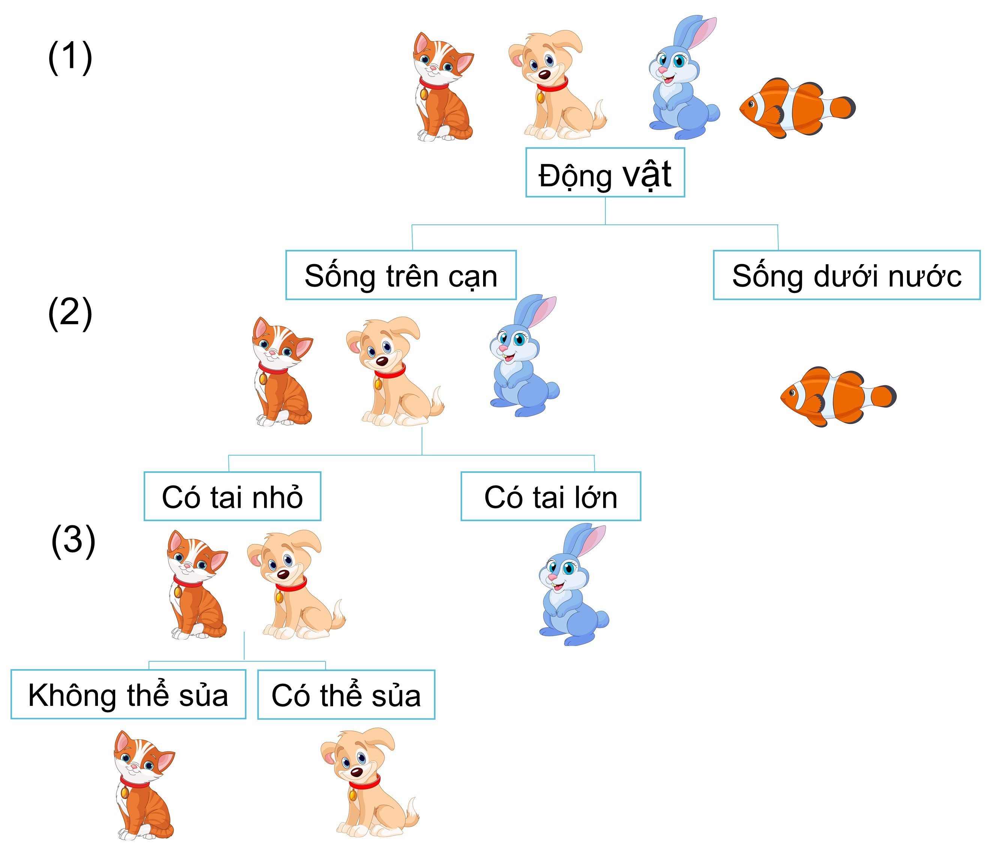 (1)
Động vật
Sống trên cạn
Sống dưới nước
(2)
Có tai nhỏ
Có tai lớn
(3)
Không thể sủa
Có thể sủa